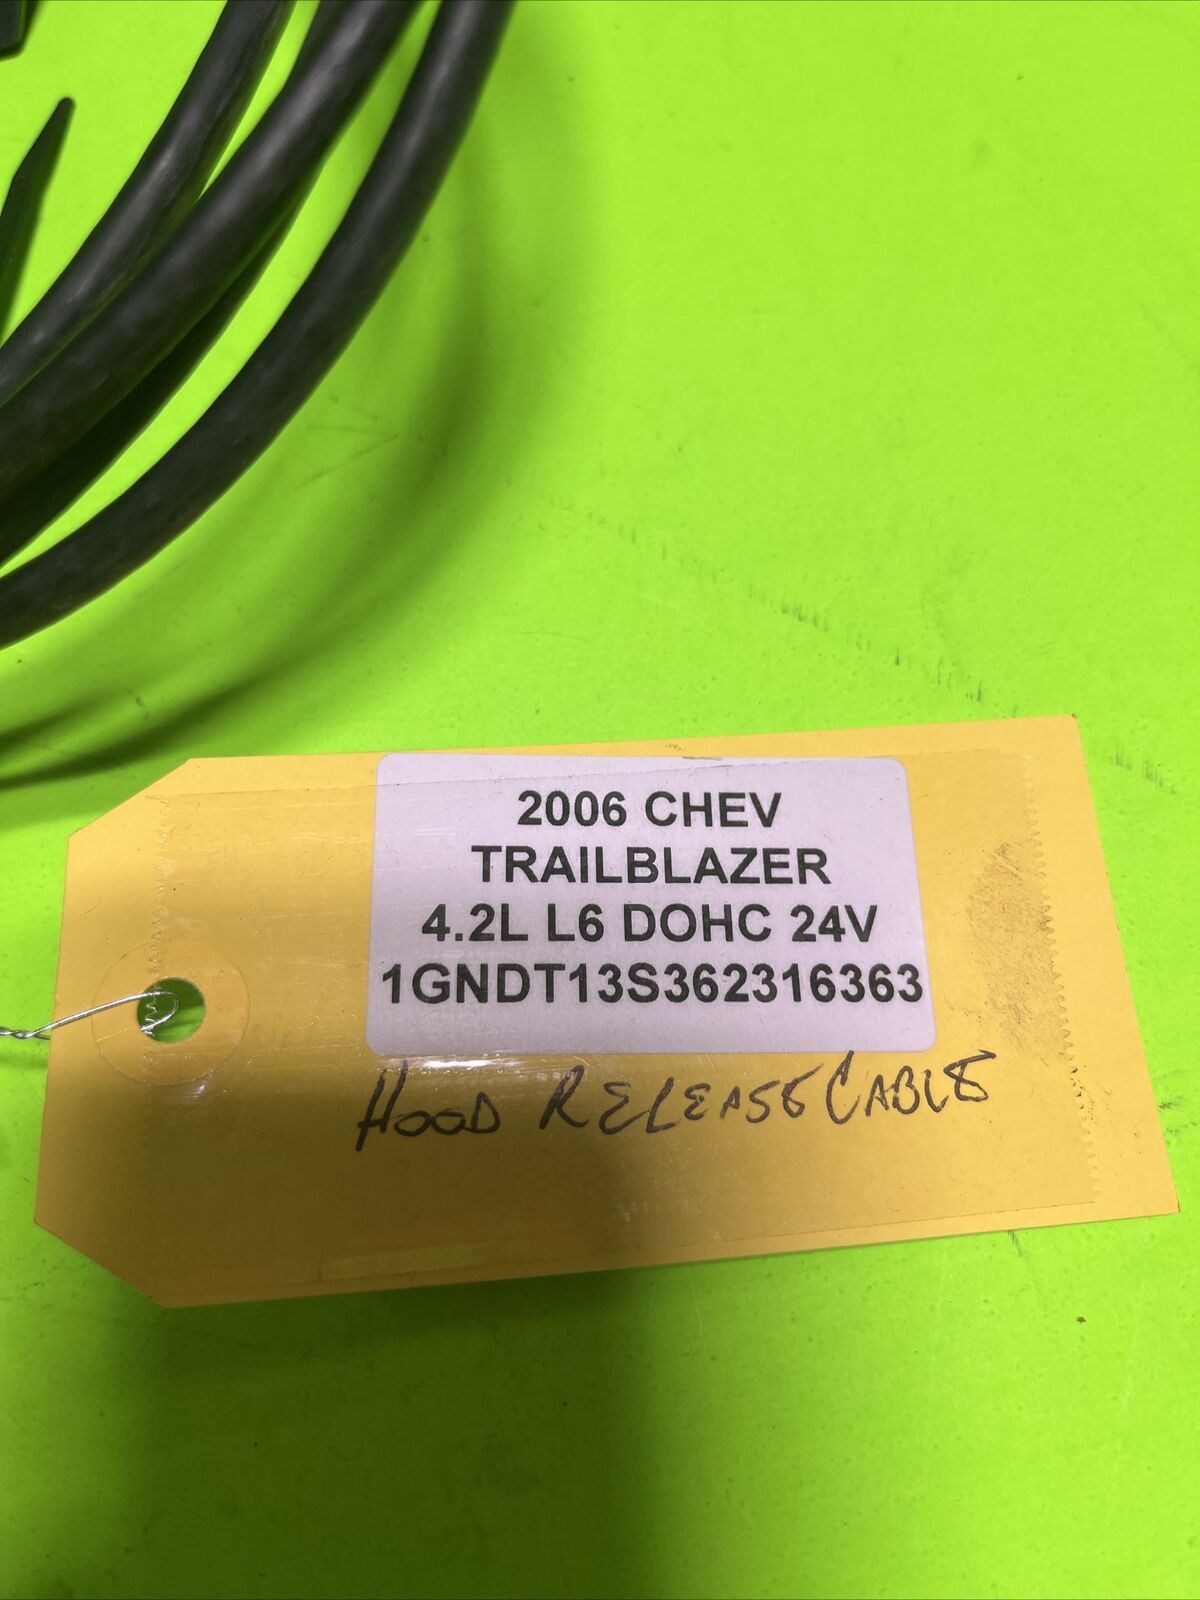 2006 CHEV
TRAILBLAZER
4.2L L6 DOHC 24V
1GNDT13S362316363
HOOD RELEASE CABLE